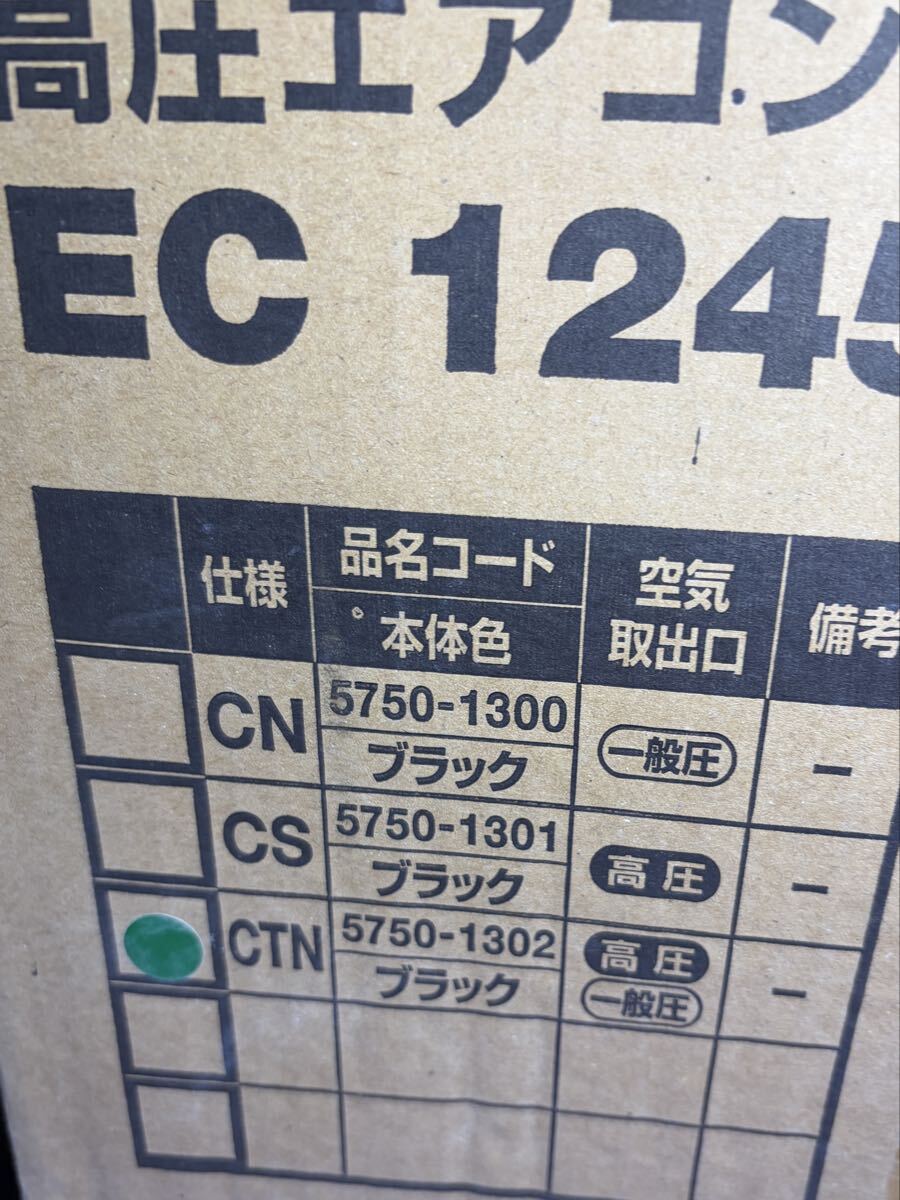 高圧エアコン
EC 1245
仕様 品名コード 本体色 空気取出口 備考
CN 5750-1300 ブラック 一般圧 −
CS 5750-1301 ブラック 高圧 −
CTN 5750-1302 ブラック 高圧 一般圧 −